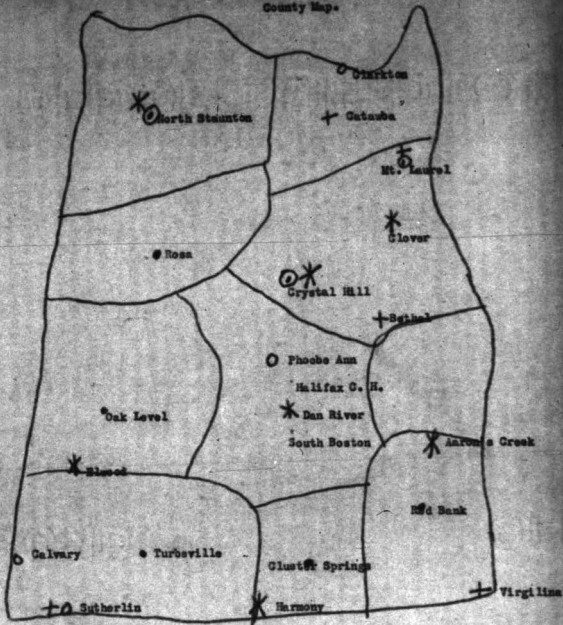 County Map.
Clarkton
North Staunton
Catawba
Mt. Laurel
Clover
Rosa
Crystal Hill
Bethel
Phoebe Ann
Halifax C. H.
Oak Level
Dan River
South Boston
Aaron's Creek
Elwood
Red Bank
Calvary
Turbeville
Cluster Springs
Virgilina
Sutherlin
Harmony